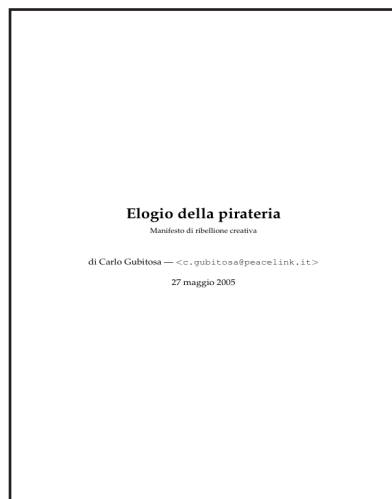 Elogio della pirateria
Manifesto di ribellione creativa
di Carlo Gubitosa — <c.gubitosa@peacelink.it>
27 maggio 2005